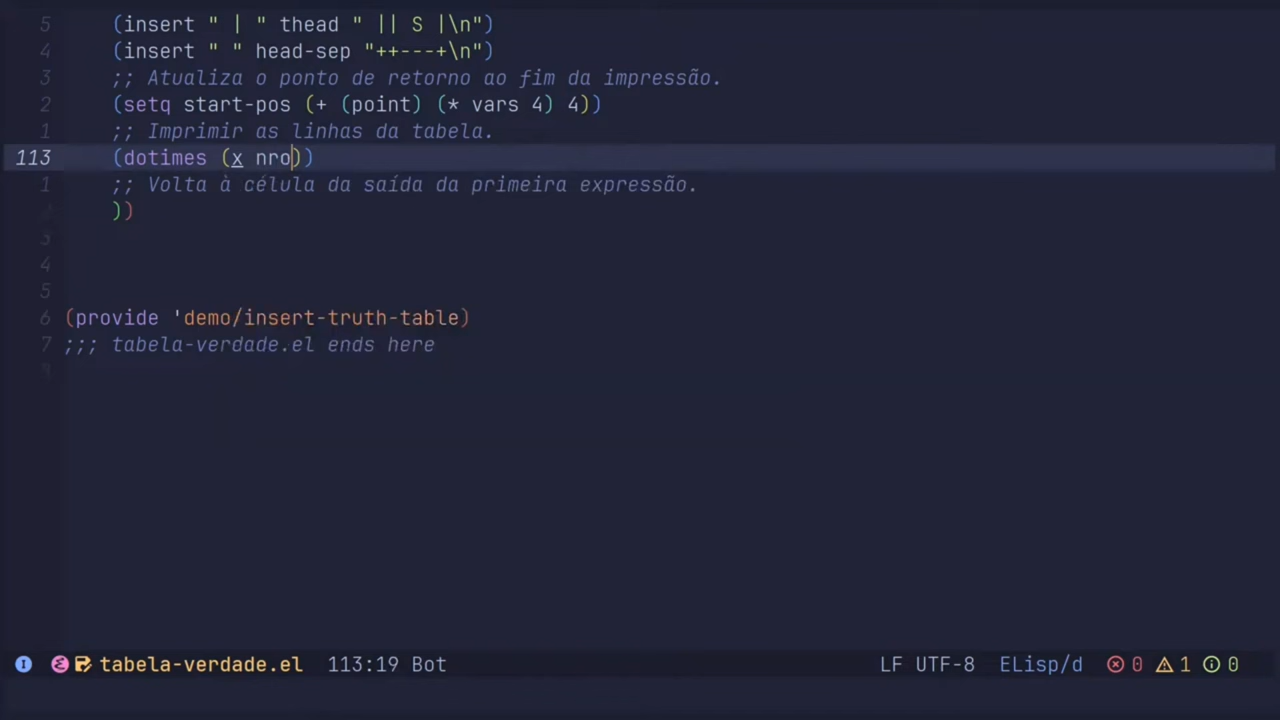 5 (insert " | " thead " || S |\n")
4 (insert " " head-sep "++---+\n")
3 ;; Atualiza o ponto de retorno ao fim da impressão.
2 (setq start-pos (+ (point) (* vars 4) 4))
1 ;; Imprimir as linhas da tabela.
113 (dotimes (x nro))
1 ;; Volta à célula da saída da primeira expressão.
2 ))
3
4
5
6 (provide 'demo/insert-truth-table)
7 ;;; tabela-verdade.el ends here
8
I tabela-verdade.el 113:19 Bot LF UTF-8 ELisp/d 0 1 0